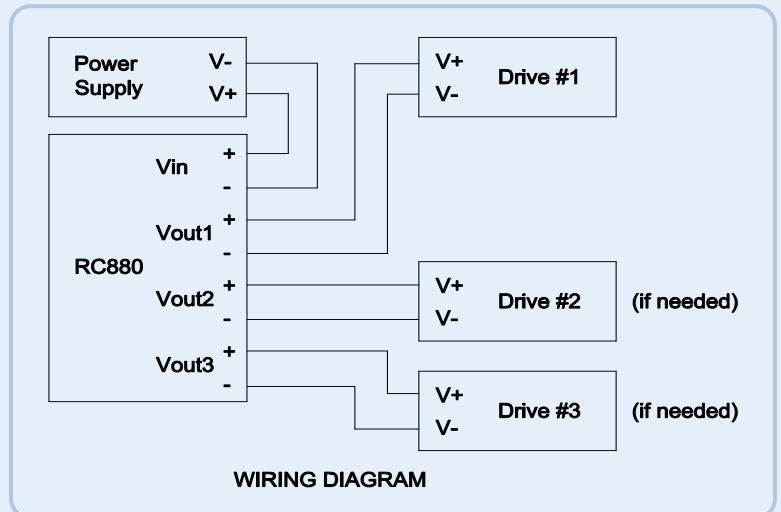 Power
Supply
V-
V+
RC880
Vin
+
-
Vout1
+
-
Vout2
+
-
Vout3
+
-
V+
V-
Drive #1
V+
V-
Drive #2
(if needed)
V+
V-
Drive #3
(if needed)
WIRING DIAGRAM